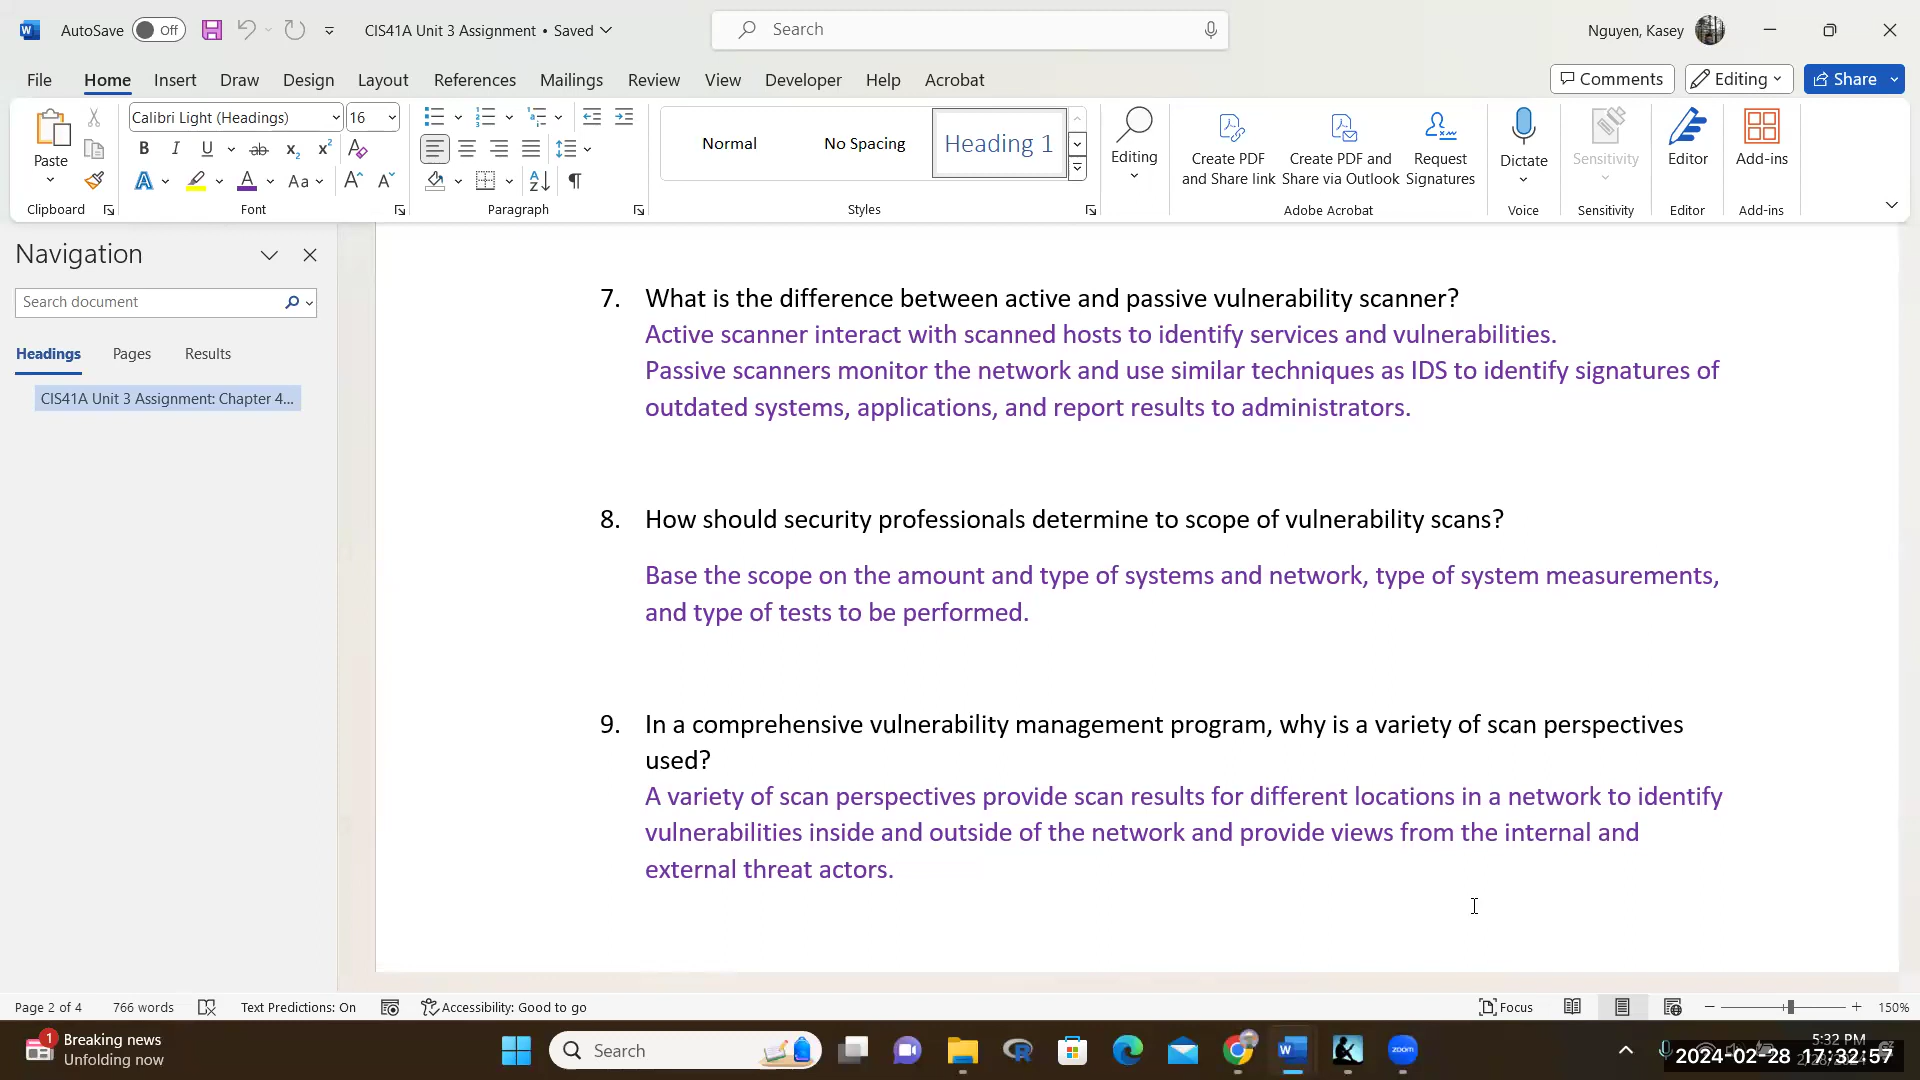 AutoSave Off CIS41A Unit 3 Assignment • Saved Search Nguyen, Kasey
File Home Insert Draw Design Layout References Mailings Review View Developer Help Acrobat Comments Editing Share
Paste Calibri Light (Headings) 16 Normal No Spacing Heading 1 Editing Create PDF and Share link Create PDF and Share via Outlook Request Signatures Dictate Sensitivity Editor Add-ins
Clipboard Font Paragraph Styles Adobe Acrobat Voice Sensitivity Editor Add-ins
Navigation
Search document
Headings Pages Results
CIS41A Unit 3 Assignment: Chapter 4...
7. What is the difference between active and passive vulnerability scanner?
Active scanner interact with scanned hosts to identify services and vulnerabilities.
Passive scanners monitor the network and use similar techniques as IDS to identify signatures of
outdated systems, applications, and report results to administrators.
8. How should security professionals determine to scope of vulnerability scans?
Base the scope on the amount and type of systems and network, type of system measurements,
and type of tests to be performed.
9. In a comprehensive vulnerability management program, why is a variety of scan perspectives
used?
A variety of scan perspectives provide scan results for different locations in a network to identify
vulnerabilities inside and outside of the network and provide views from the internal and
external threat actors.
Page 2 of 4 766 words Text Predictions: On Accessibility: Good to go Focus 150%
1 Breaking news
Unfolding now
Search
zoom
5:32 PM
2024-02-28 17:32:57